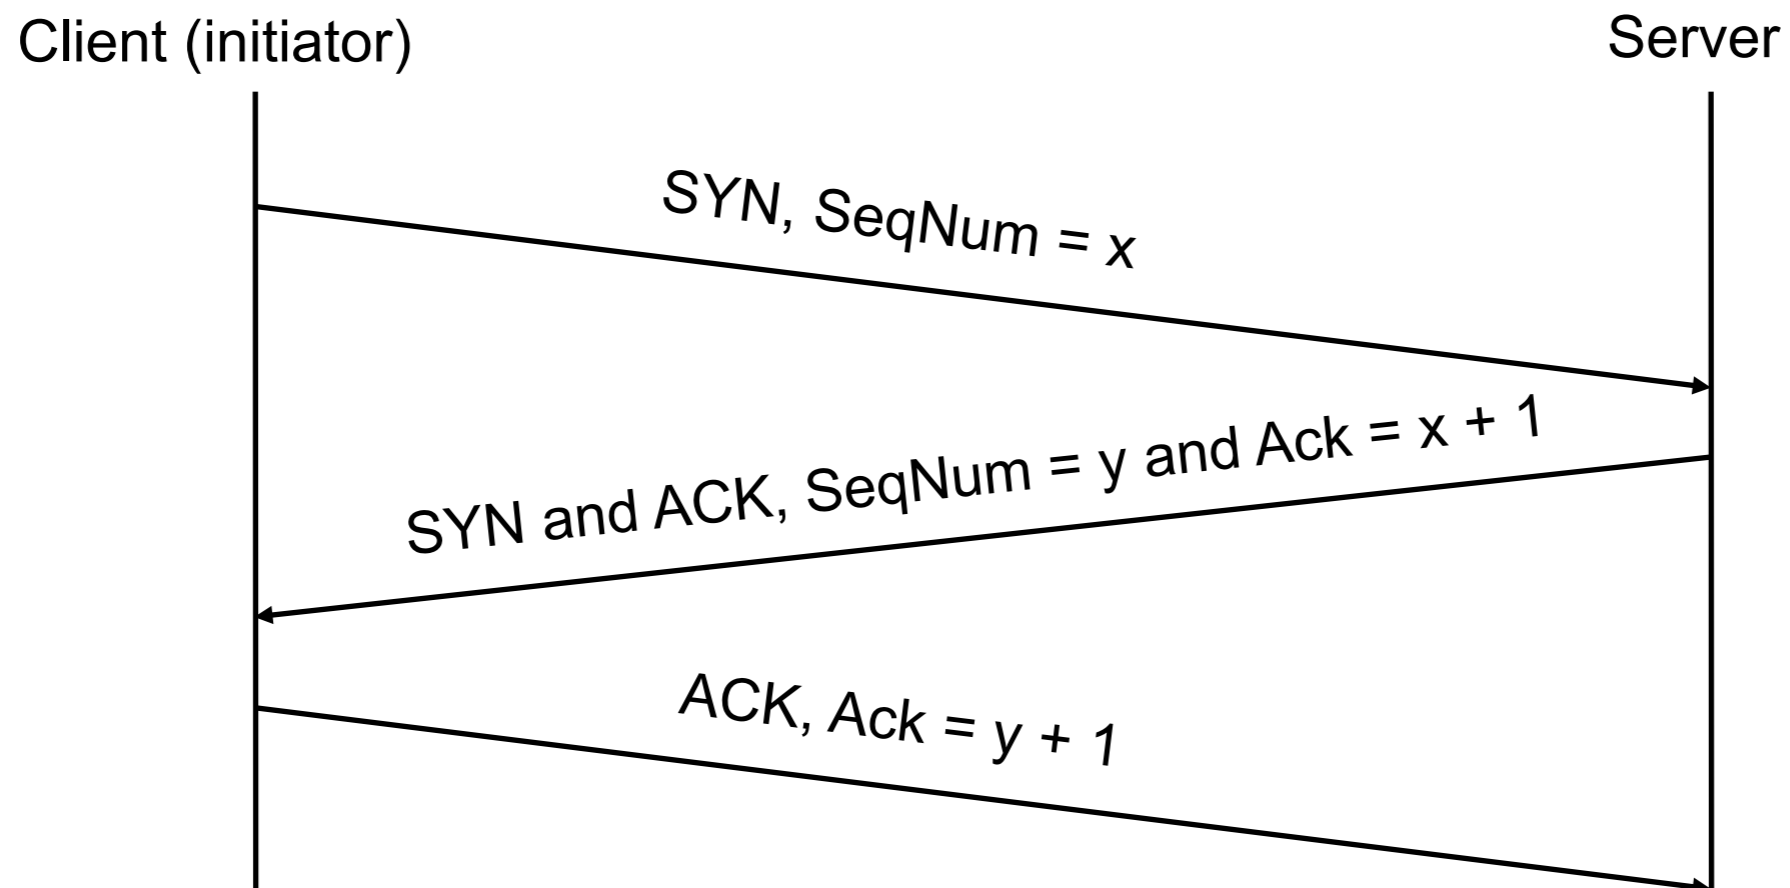 Client (initiator)
Server
SYN, SeqNum = x
SYN and ACK, SeqNum = y and Ack = x + 1
ACK, Ack = y + 1